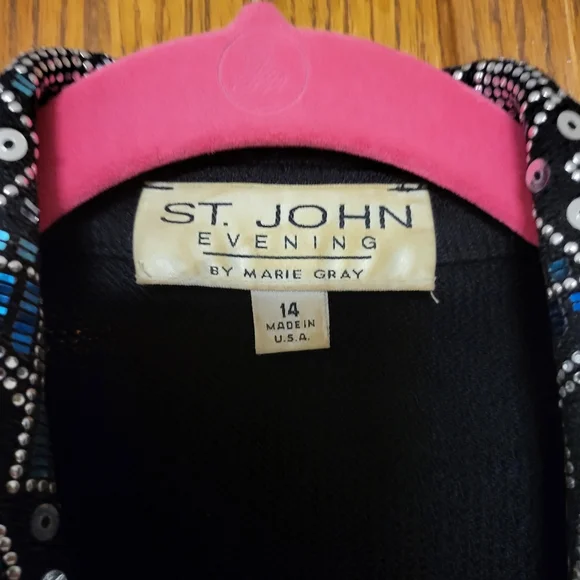 ST. JOHN
EVENING
BY MARIE GRAY
14
MADE IN
U.S.A.